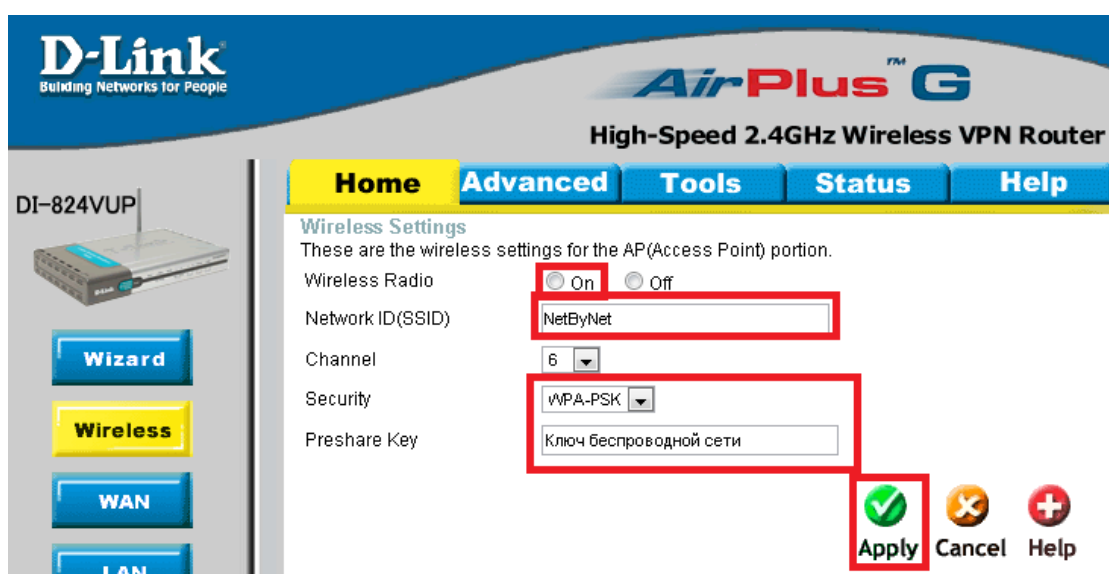 D-Link
Building Networks for People
AirPlus™ G
High-Speed 2.4GHz Wireless VPN Router
DI-824VUP
Home Advanced Tools Status Help
Wireless Settings
These are the wireless settings for the AP(Access Point) portion.
Wireless Radio On Off
Network ID(SSID) NetByNet
Channel 6
Security WPA-PSK
Preshare Key Ключ беспроводной сети
Wizard
Wireless
WAN
LAN
Apply Cancel Help